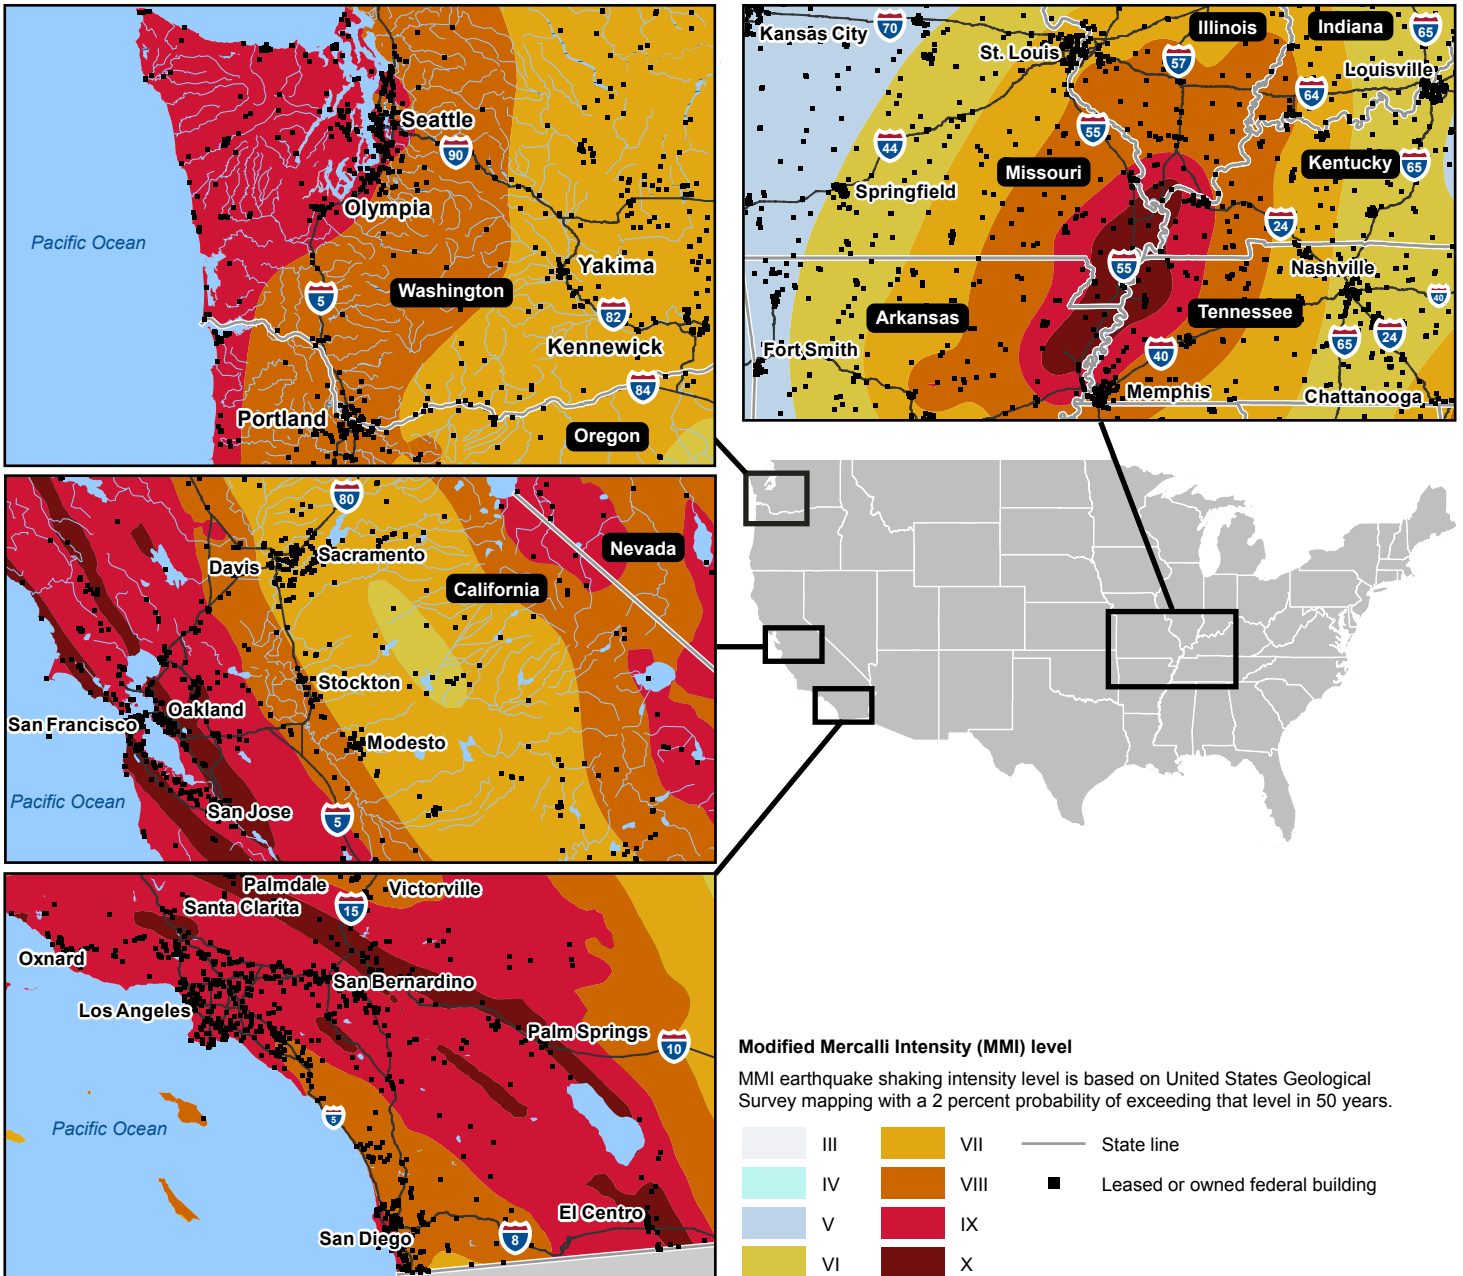 Seattle
90
Olympia
Pacific Ocean
Yakima
Washington
5
82
Kennewick
84
Portland
Oregon
Kansas City
70
Illinois
Indiana
65
St. Louis
57
Louisville
64
55
44
Missouri
Kentucky
65
Springfield
24
55
Nashville
40
Arkansas
Tennessee
65
24
Fort Smith
40
Memphis
Chattanooga
80
Nevada
Sacramento
Davis
California
Stockton
Oakland
San Francisco
Modesto
Pacific Ocean
San Jose
5
Palmdale
Victorville
Santa Clarita
15
Oxnard
San Bernardino
Los Angeles
Palm Springs
10
5
Pacific Ocean
El Centro
San Diego
8
Modified Mercalli Intensity (MMI) level
MMI earthquake shaking intensity level is based on United States Geological
Survey mapping with a 2 percent probability of exceeding that level in 50 years.
III
VII
State line
IV
VIII
Leased or owned federal building
V
IX
VI
X